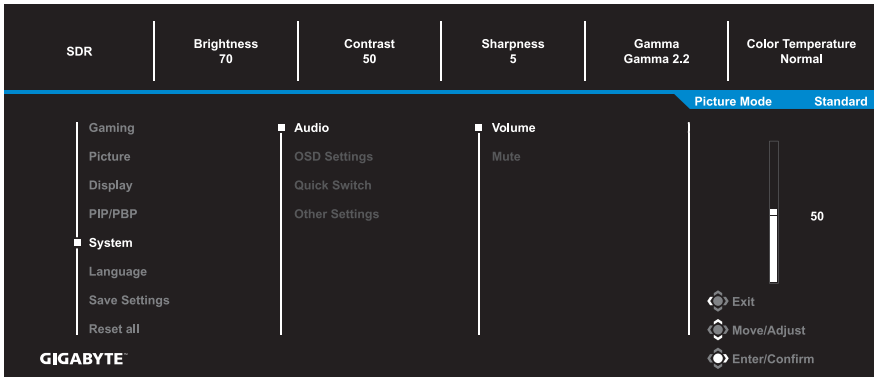 SDR
Brightness
70
Contrast
50
Sharpness
5
Gamma
Gamma 2.2
Color Temperature
Normal
Picture Mode Standard
Gaming
Picture
Display
PIP/PBP
System
Language
Save Settings
Reset all
Audio
OSD Settings
Quick Switch
Other Settings
Volume
Mute
50
Exit
Move/Adjust
Enter/Confirm
GIGABYTE™